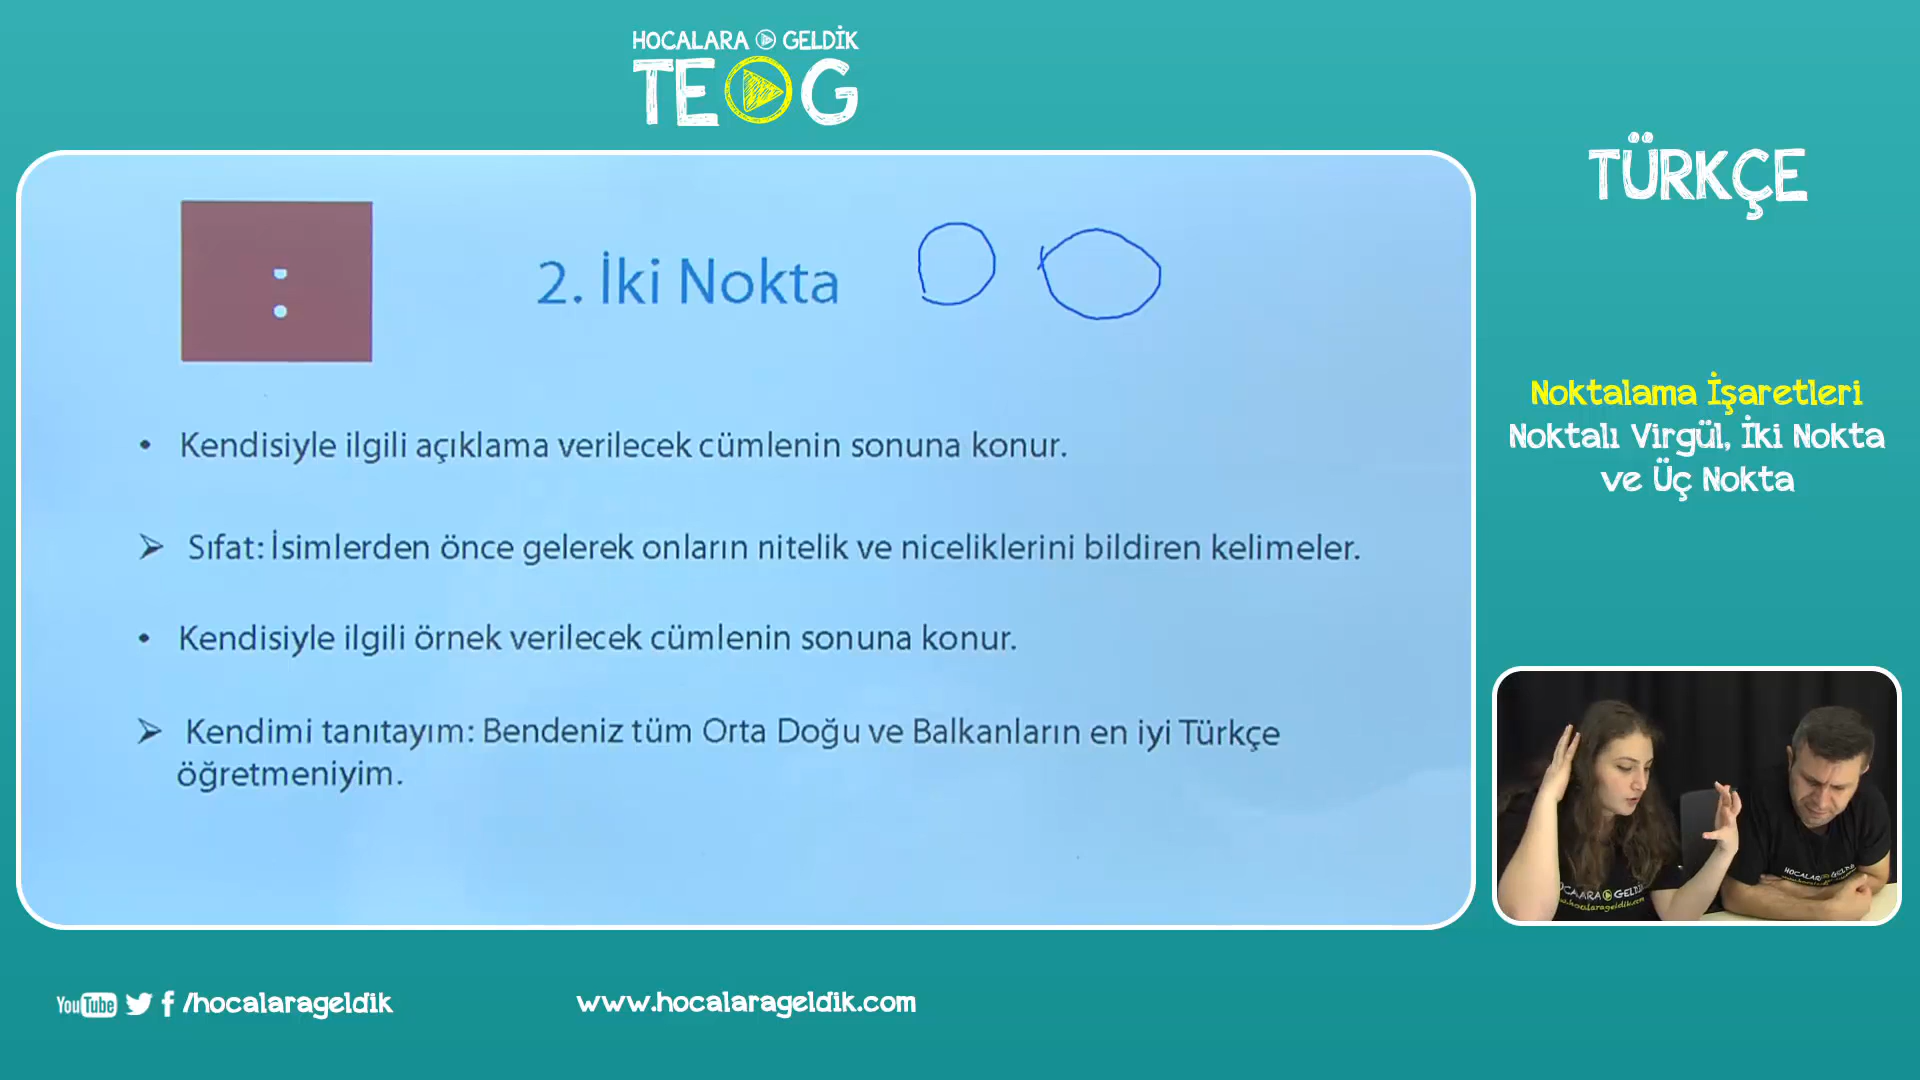 HOCALARA GELDİK
TEOG
TÜRKÇE
:
2. İki Nokta
Noktalama İşaretleri
Noktalı Virgül, İki Nokta
ve Üç Nokta
• Kendisiyle ilgili açıklama verilecek cümlenin sonuna konur.
➢ Sıfat: İsimlerden önce gelerek onların nitelik ve niceliklerini bildiren kelimeler.
• Kendisiyle ilgili örnek verilecek cümlenin sonuna konur.
➢ Kendimi tanıtayım: Bendeniz tüm Orta Doğu ve Balkanların en iyi Türkçe
öğretmeniyim.
YouTube f /hocalarageldik
www.hocalarageldik.com